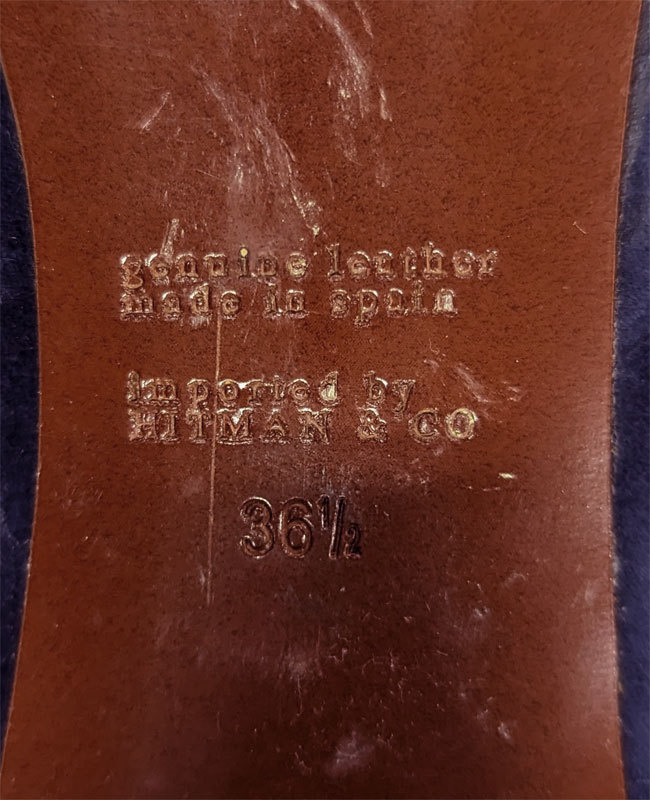 genuine leather
made in spain
imported by
HITMAN & CO
36½